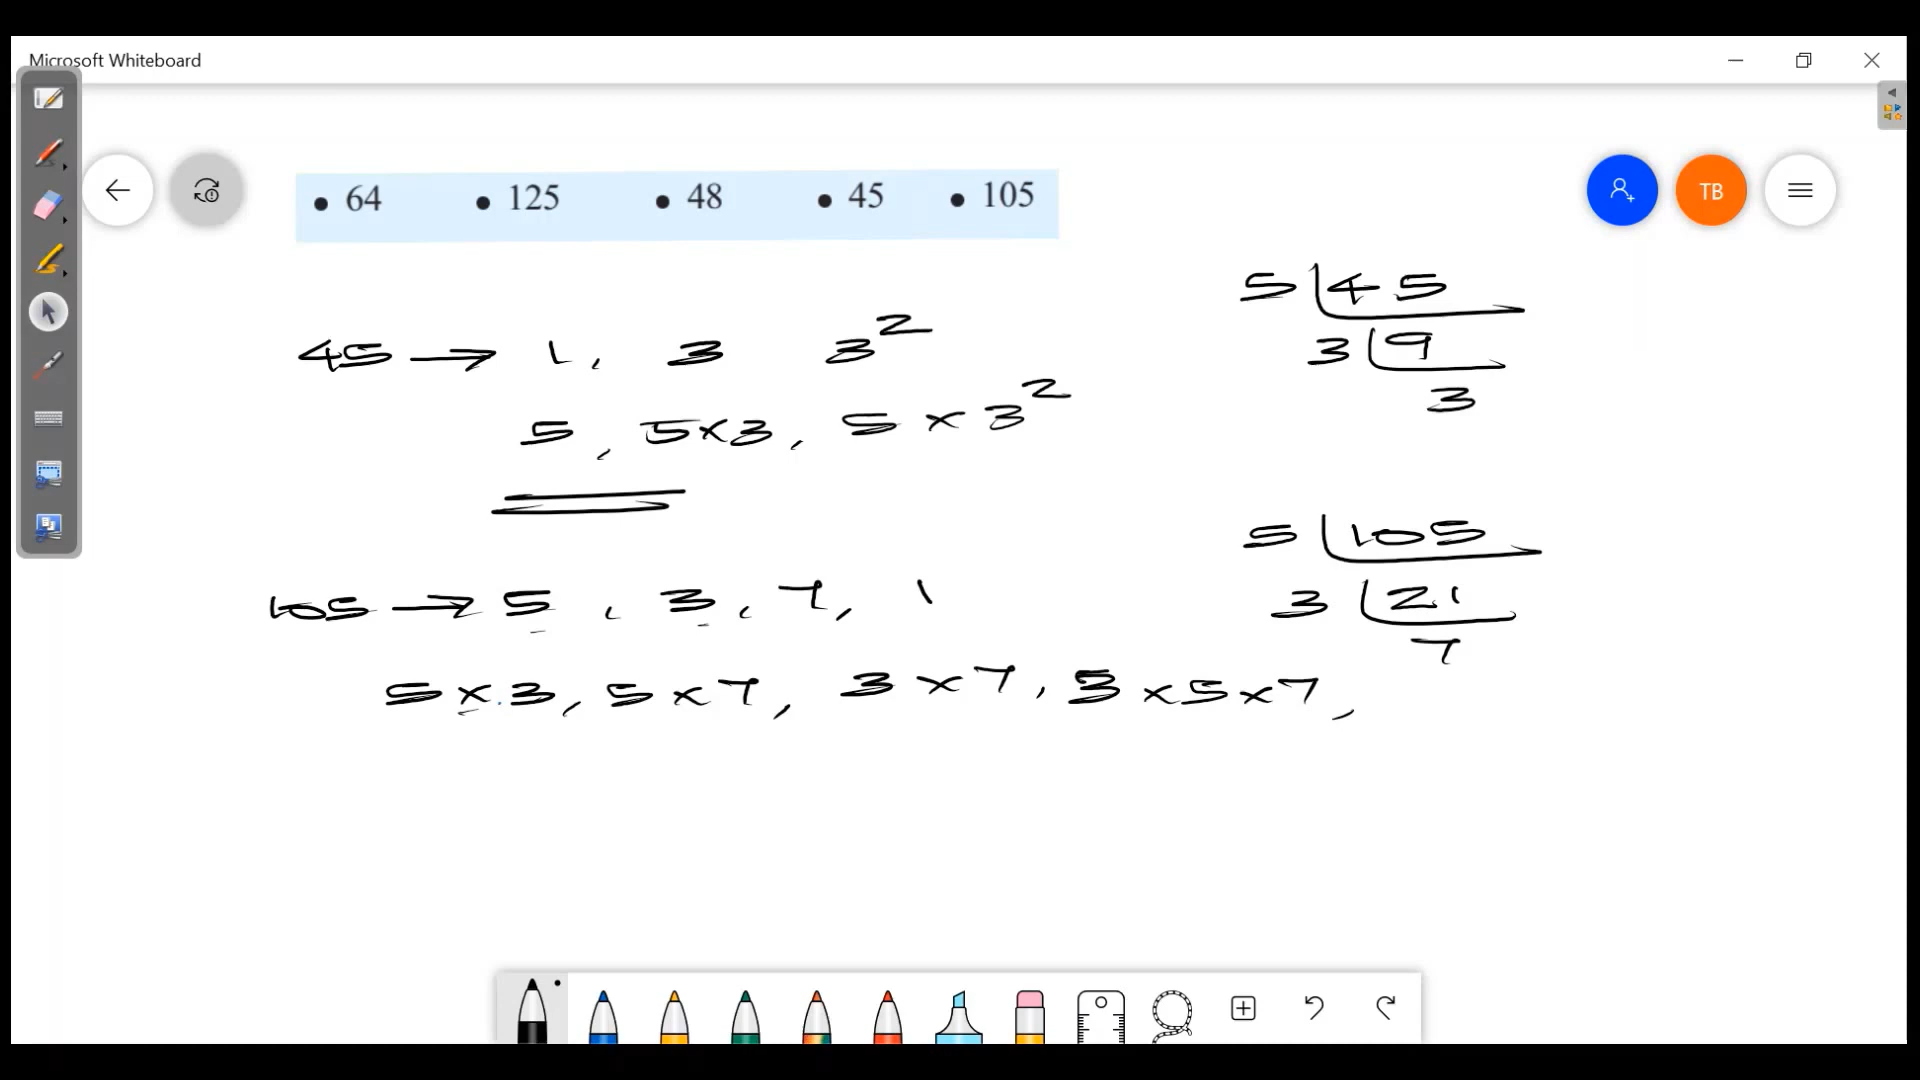 Microsoft Whiteboard
• 64 • 125 • 48 • 45 • 105
TB
45 → 1, 3 3²
5, 5×3, 5×3²
5 | 45
3 | 9
3
105 → 5, 3, 7, 1
5×3, 5×7, 3×7, 3×5×7,
5 | 105
3 | 21
7